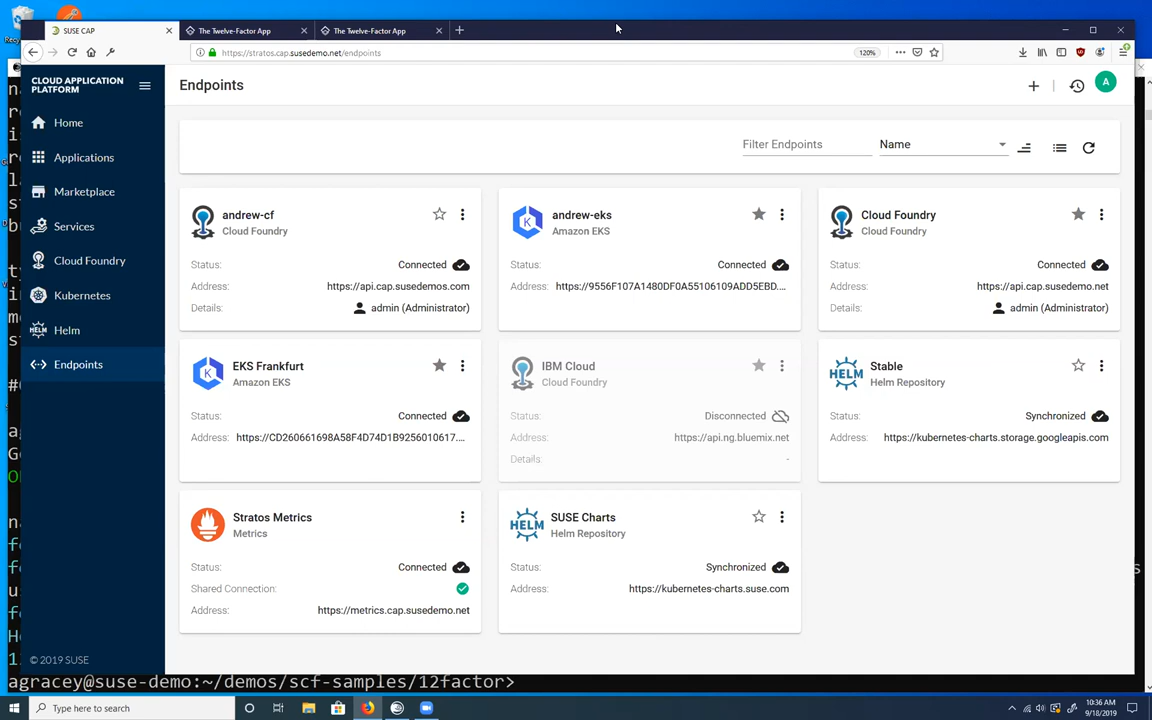 SUSE CAP
The Twelve-Factor App
The Twelve-Factor App
https://stratos.cap.susedemo.net/endpoints
120%
CLOUD APPLICATION
PLATFORM
Endpoints
A
Home
Applications
Marketplace
Services
Cloud Foundry
Kubernetes
Helm
Endpoints
© 2019 SUSE
Filter Endpoints
Name
andrew-cf
Cloud Foundry
Status: Connected
Address: https://api.cap.susedemos.com
Details: admin (Administrator)
andrew-eks
Amazon EKS
Status: Connected
Address: https://9556F107A1480DF0A55106109ADD5EBD...
Cloud Foundry
Cloud Foundry
Status: Connected
Address: https://api.cap.susedemo.net
Details: admin (Administrator)
EKS Frankfurt
Amazon EKS
Status: Connected
Address: https://CD260661698A58F4D74D1B9256010617...
IBM Cloud
Cloud Foundry
Status: Disconnected
Address: https://api.ng.bluemix.net
Details: -
HELM
Stable
Helm Repository
Status: Synchronized
Address: https://kubernetes-charts.storage.googleapis.com
Stratos Metrics
Metrics
Status: Connected
Shared Connection:
Address: https://metrics.cap.susedemo.net
HELM
SUSE Charts
Helm Repository
Status: Synchronized
Address: https://kubernetes-charts.suse.com
agracey@suse-demo:~/demos/scf-samples/12factor>
Type here to search
10:36 AM
9/18/2019